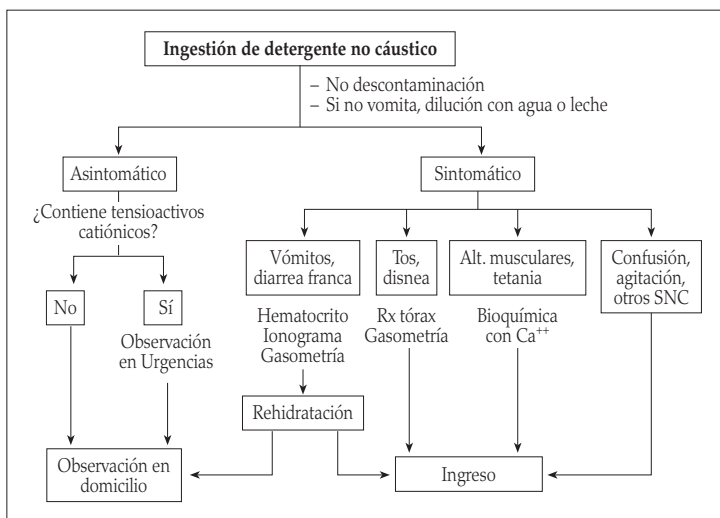 Ingestión de detergente no cáustico
– No descontaminación
– Si no vomita, dilución con agua o leche
Asintomático
Sintomático
¿Contiene tensioactivos
catiónicos?
No
Sí
Observación
en Urgencias
Vómitos,
diarrea franca
Hematocrito
Ionograma
Gasometría
Rehidratación
Tos,
disnea
Rx tórax
Gasometría
Alt. musculares,
tetania
Bioquímica
con Ca⁺⁺
Confusión,
agitación,
otros SNC
Observación en
domicilio
Ingreso